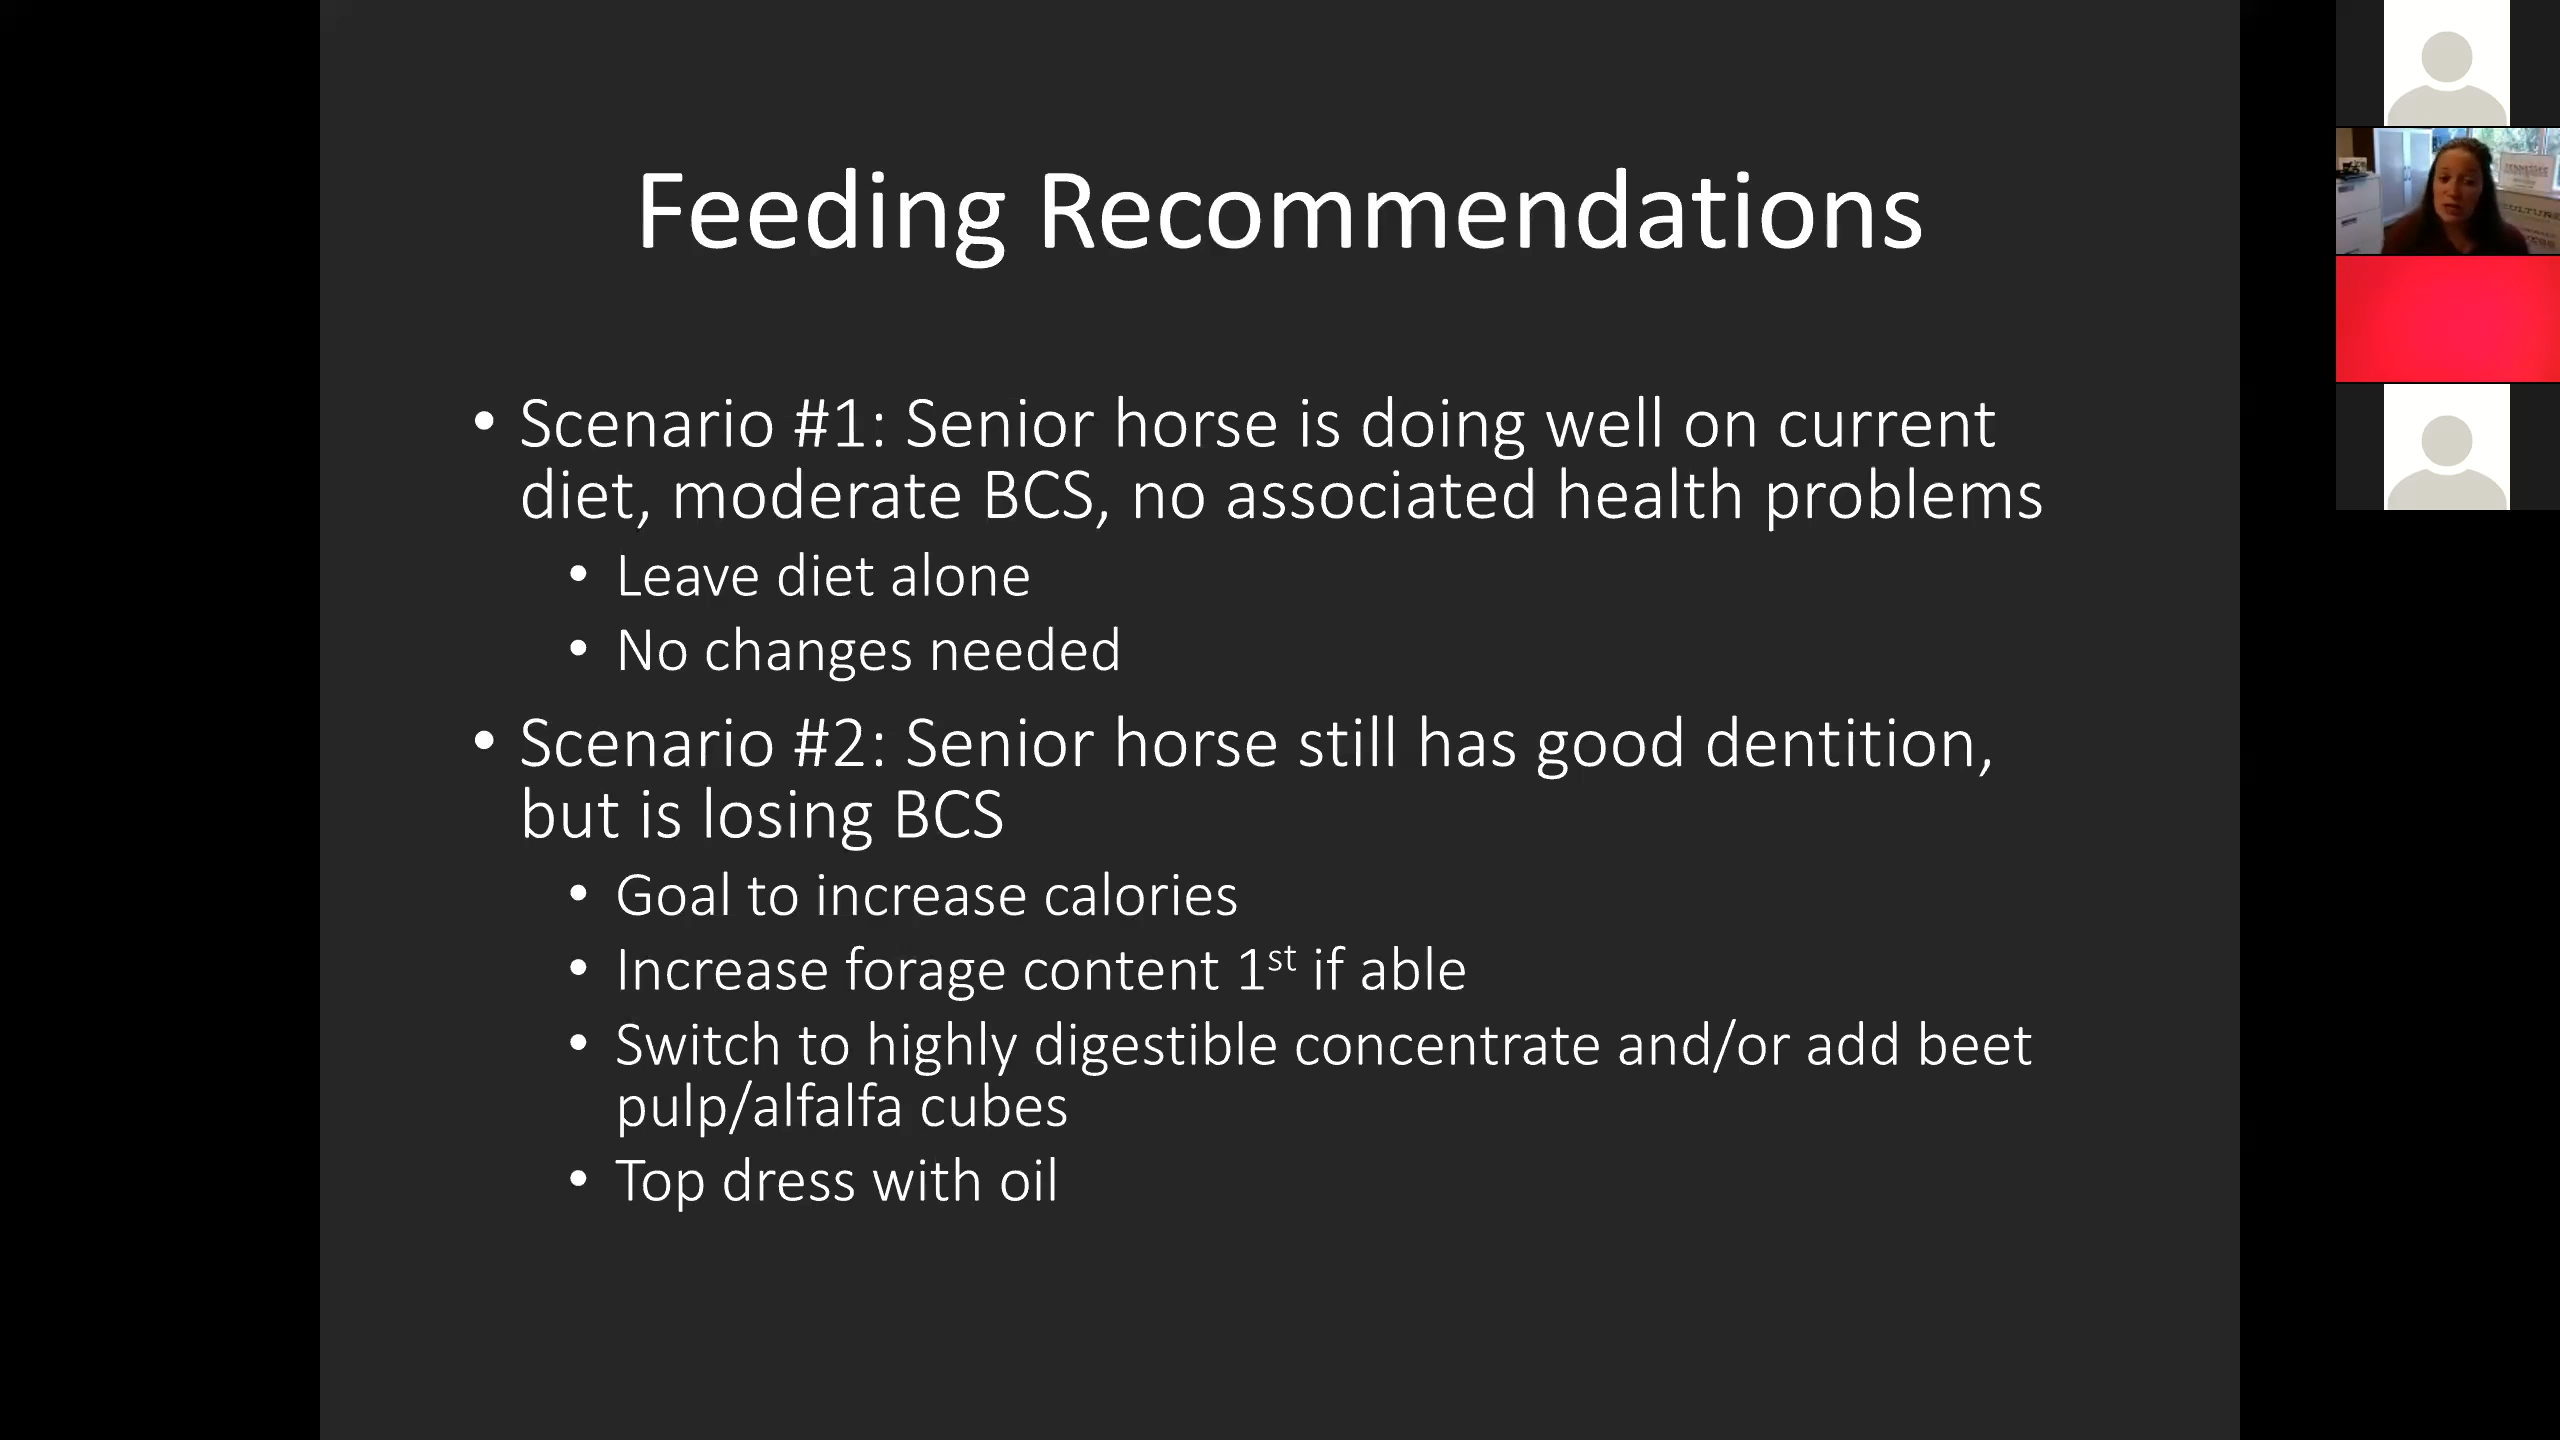 Feeding Recommendations
• Scenario #1: Senior horse is doing well on current
diet, moderate BCS, no associated health problems
• Leave diet alone
• No changes needed
• Scenario #2: Senior horse still has good dentition,
but is losing BCS
• Goal to increase calories
• Increase forage content 1st if able
• Switch to highly digestible concentrate and/or add beet
pulp/alfalfa cubes
• Top dress with oil
TENNESSEE